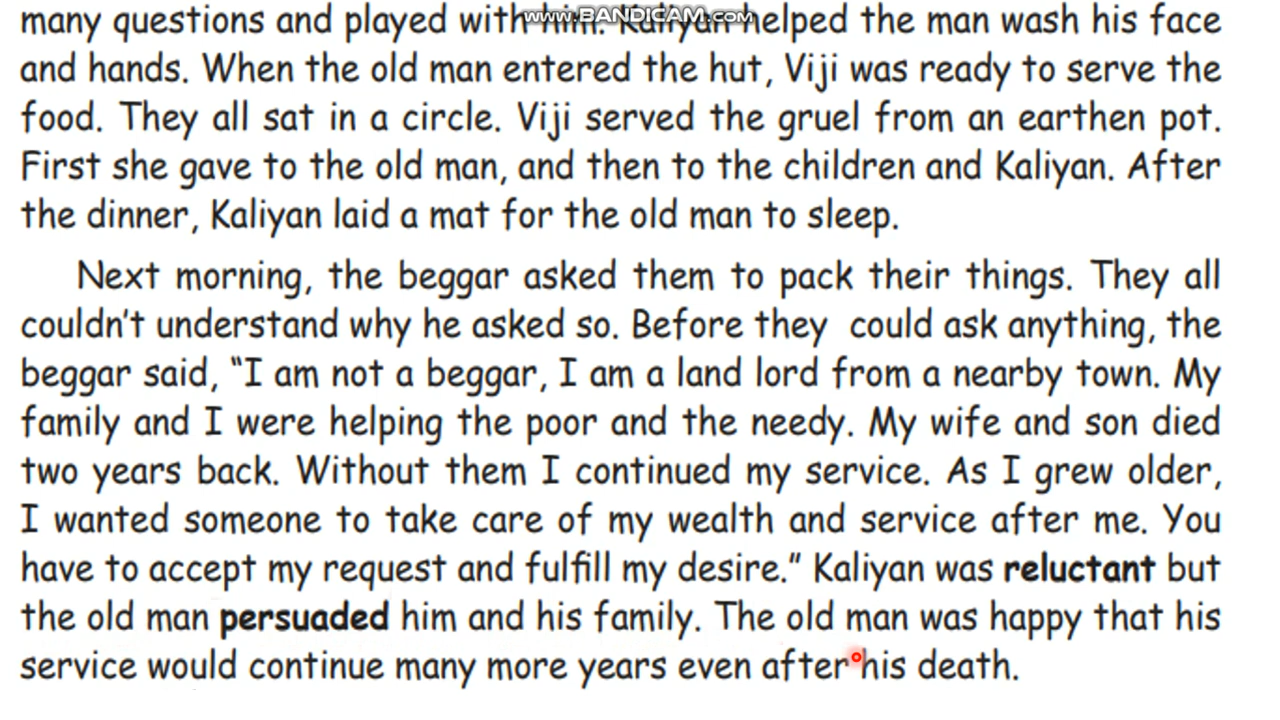 www.BANDICAM.com
many questions and played with him. Kaliyan helped the man wash his face
and hands. When the old man entered the hut, Viji was ready to serve the
food. They all sat in a circle. Viji served the gruel from an earthen pot.
First she gave to the old man, and then to the children and Kaliyan. After
the dinner, Kaliyan laid a mat for the old man to sleep.
Next morning, the beggar asked them to pack their things. They all
couldn't understand why he asked so. Before they could ask anything, the
beggar said, "I am not a beggar, I am a land lord from a nearby town. My
family and I were helping the poor and the needy. My wife and son died
two years back. Without them I continued my service. As I grew older,
I wanted someone to take care of my wealth and service after me. You
have to accept my request and fulfill my desire." Kaliyan was reluctant but
the old man persuaded him and his family. The old man was happy that his
service would continue many more years even after his death.